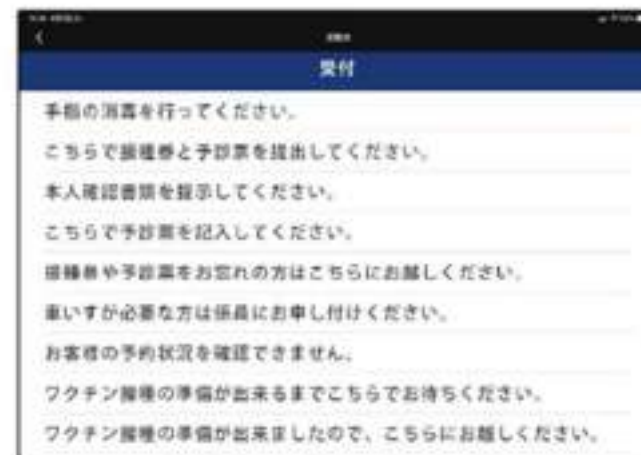 受付
手指の消毒を行ってください。
こちらで接種券と予診票を提出してください。
本人確認書類を提示してください。
こちらで予診票を記入してください。
接種券や予診票をお忘れの方はこちらにお越しください。
車いすが必要な方は係員にお申し付けください。
お客様の予約状況を確認できません。
ワクチン接種の準備が出来るまでこちらでお待ちください。
ワクチン接種の準備が出来ましたので、こちらにお越しください。